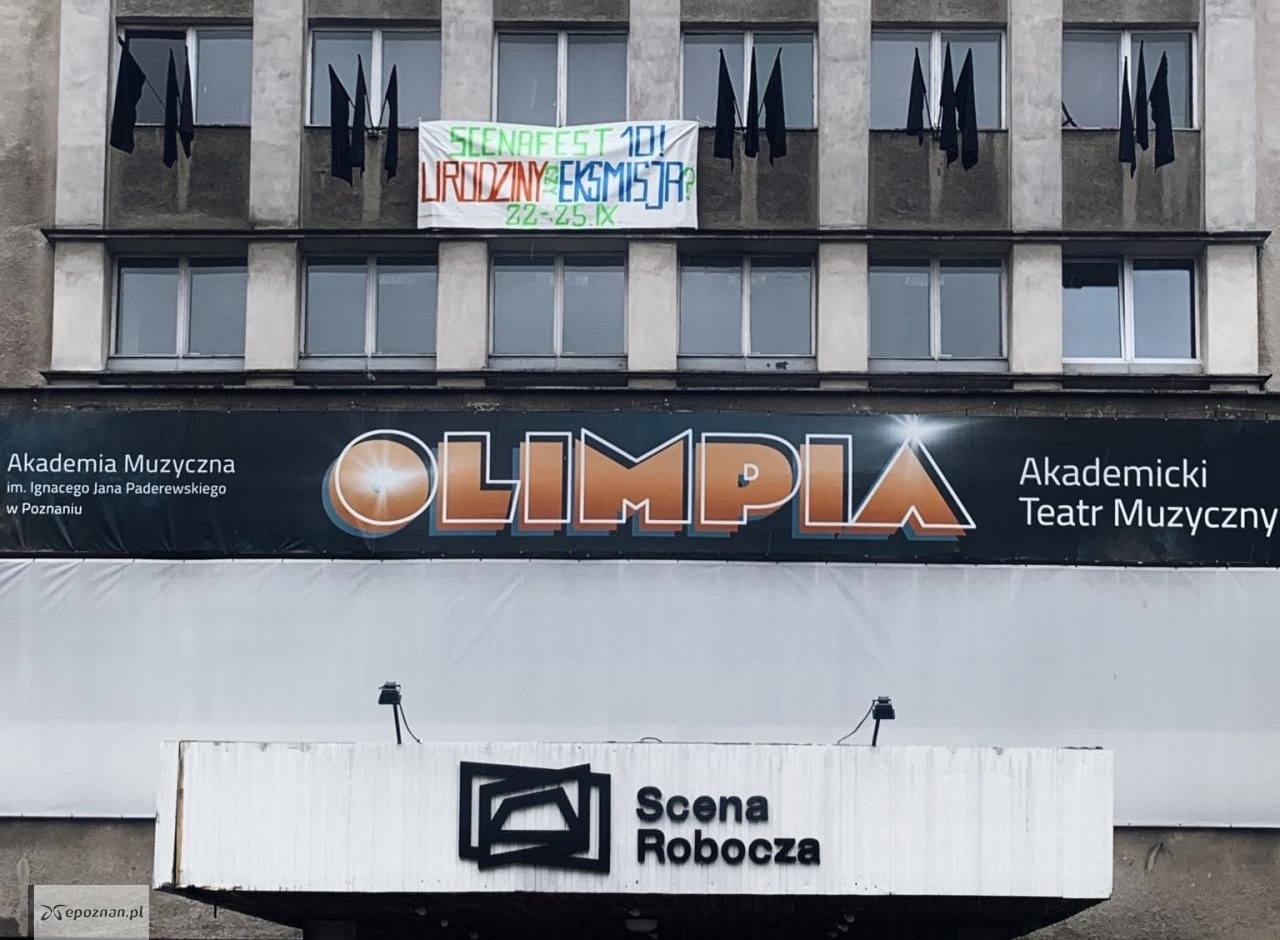 SCENAFEST 10!
URODZINY CZY EKSMISJA?
22-25.IX
Akademia Muzyczna
im. Ignacego Jana Paderewskiego
w Poznaniu
OLIMPIA
Akademicki
Teatr Muzyczny
Scena
Robocza
epoznan.pl